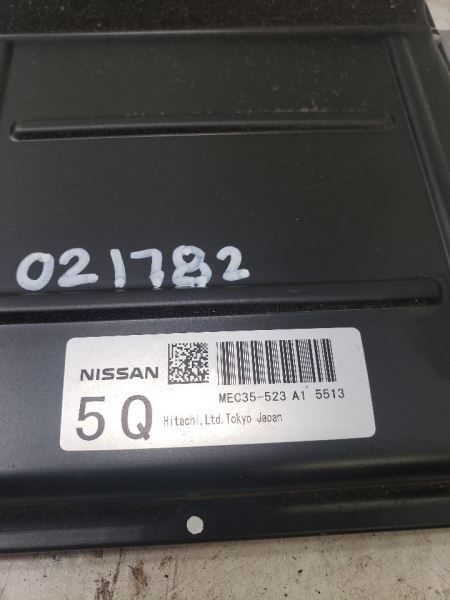 021782
NISSAN
MEC35-523 A1 5513
5Q
Hitachi,Ltd.Tokyo Japan